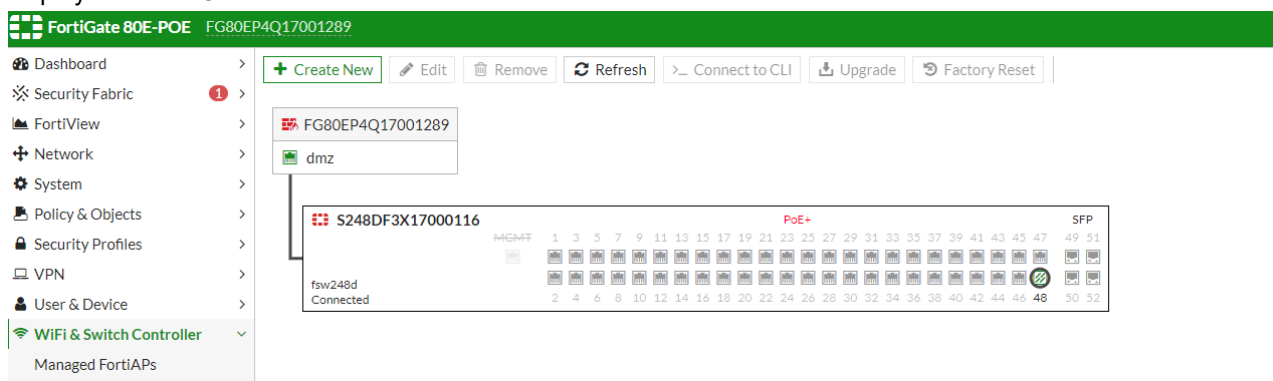 FortiGate 80E-POE FG80EP4Q17001289
Dashboard
Security Fabric 1
FortiView
Network
System
Policy & Objects
Security Profiles
VPN
User & Device
WiFi & Switch Controller
Managed FortiAPs
+ Create New Edit Remove Refresh >_ Connect to CLI Upgrade Factory Reset
FG80EP4Q17001289
dmz
S248DF3X17000116 PoE+ SFP
MGMT 1 3 5 7 9 11 13 15 17 19 21 23 25 27 29 31 33 35 37 39 41 43 45 47 49 51
fsw248d
Connected 2 4 6 8 10 12 14 16 18 20 22 24 26 28 30 32 34 36 38 40 42 44 46 48 50 52